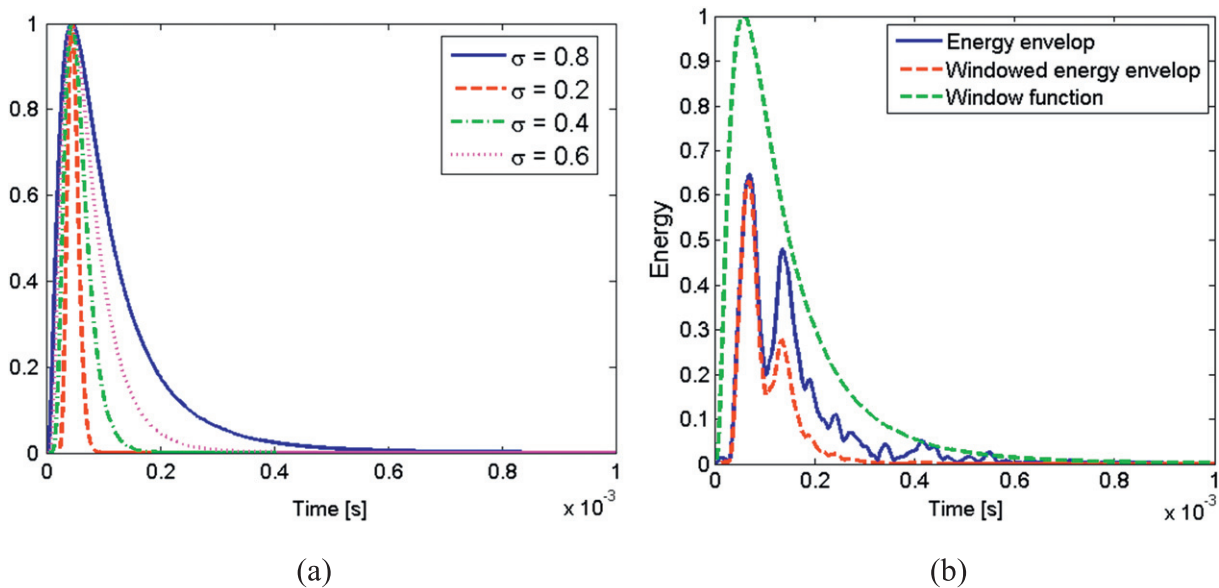 1
0.8
0.6
0.4
0.2
0
0
0.2
0.4
0.6
0.8
1
x 10⁻³
Time [s]
σ = 0.8
σ = 0.2
σ = 0.4
σ = 0.6
(a)
1
0.9
0.8
0.7
0.6
0.5
0.4
0.3
0.2
0.1
0
Energy
0
0.2
0.4
0.6
0.8
1
x 10⁻³
Time [s]
Energy envelop
Windowed energy envelop
Window function
(b)